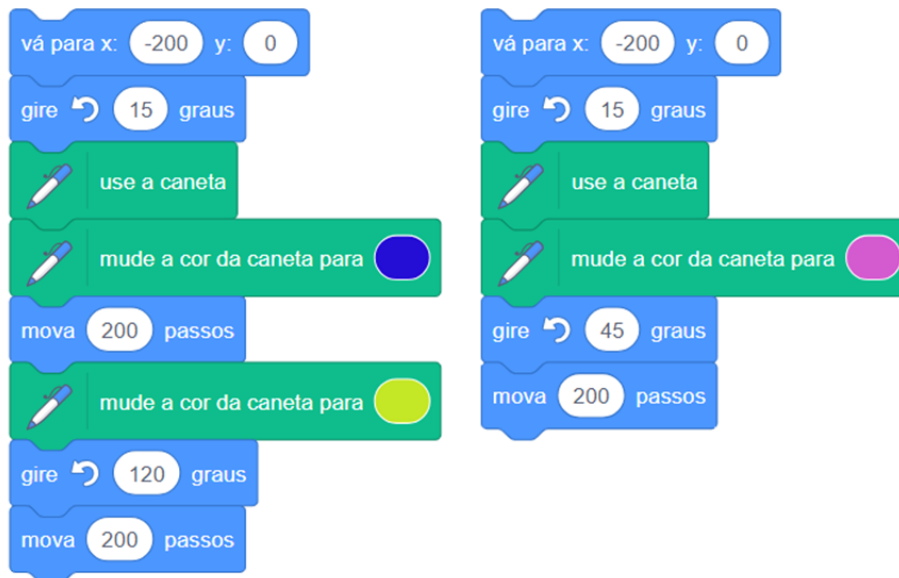 vá para x: -200 y: 0
gire 15 graus
use a caneta
mude a cor da caneta para
mova 200 passos
mude a cor da caneta para
gire 120 graus
mova 200 passos
vá para x: -200 y: 0
gire 15 graus
use a caneta
mude a cor da caneta para
gire 45 graus
mova 200 passos